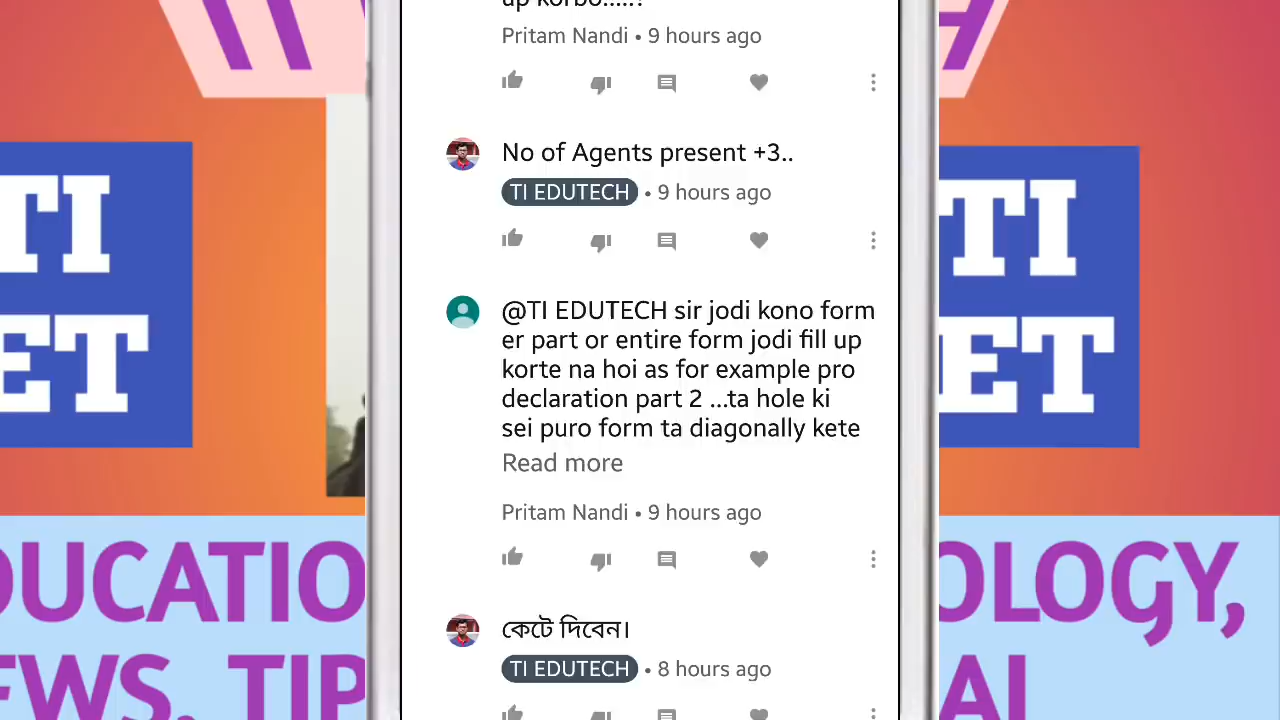 up korbo.....?
Pritam Nandi • 9 hours ago
No of Agents present +3..
TI EDUTECH • 9 hours ago
@TI EDUTECH sir jodi kono form
er part or entire form jodi fill up
korte na hoi as for example pro
declaration part 2 ...ta hole ki
sei puro form ta diagonally kete
Read more
Pritam Nandi • 9 hours ago
কেটে দিবেন।
TI EDUTECH • 8 hours ago
TI
ET
TI
ET
DUCATIO
OLOGY,
EWS, TIP
AI